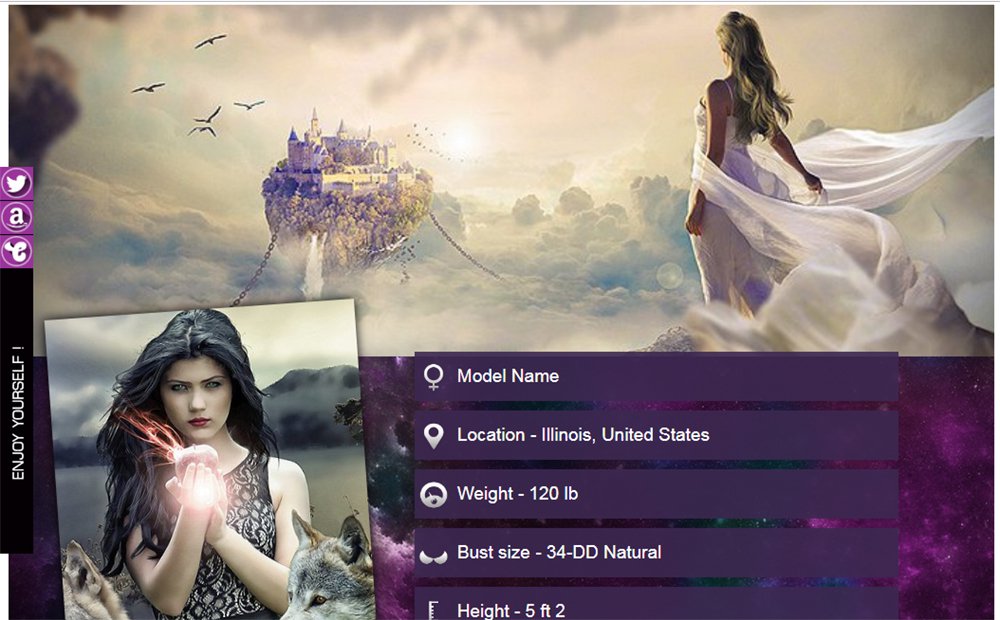 ENJOY YOURSELF !
Model Name
Location - Illinois, United States
Weight - 120 lb
Bust size - 34-DD Natural
Height - 5 ft 2